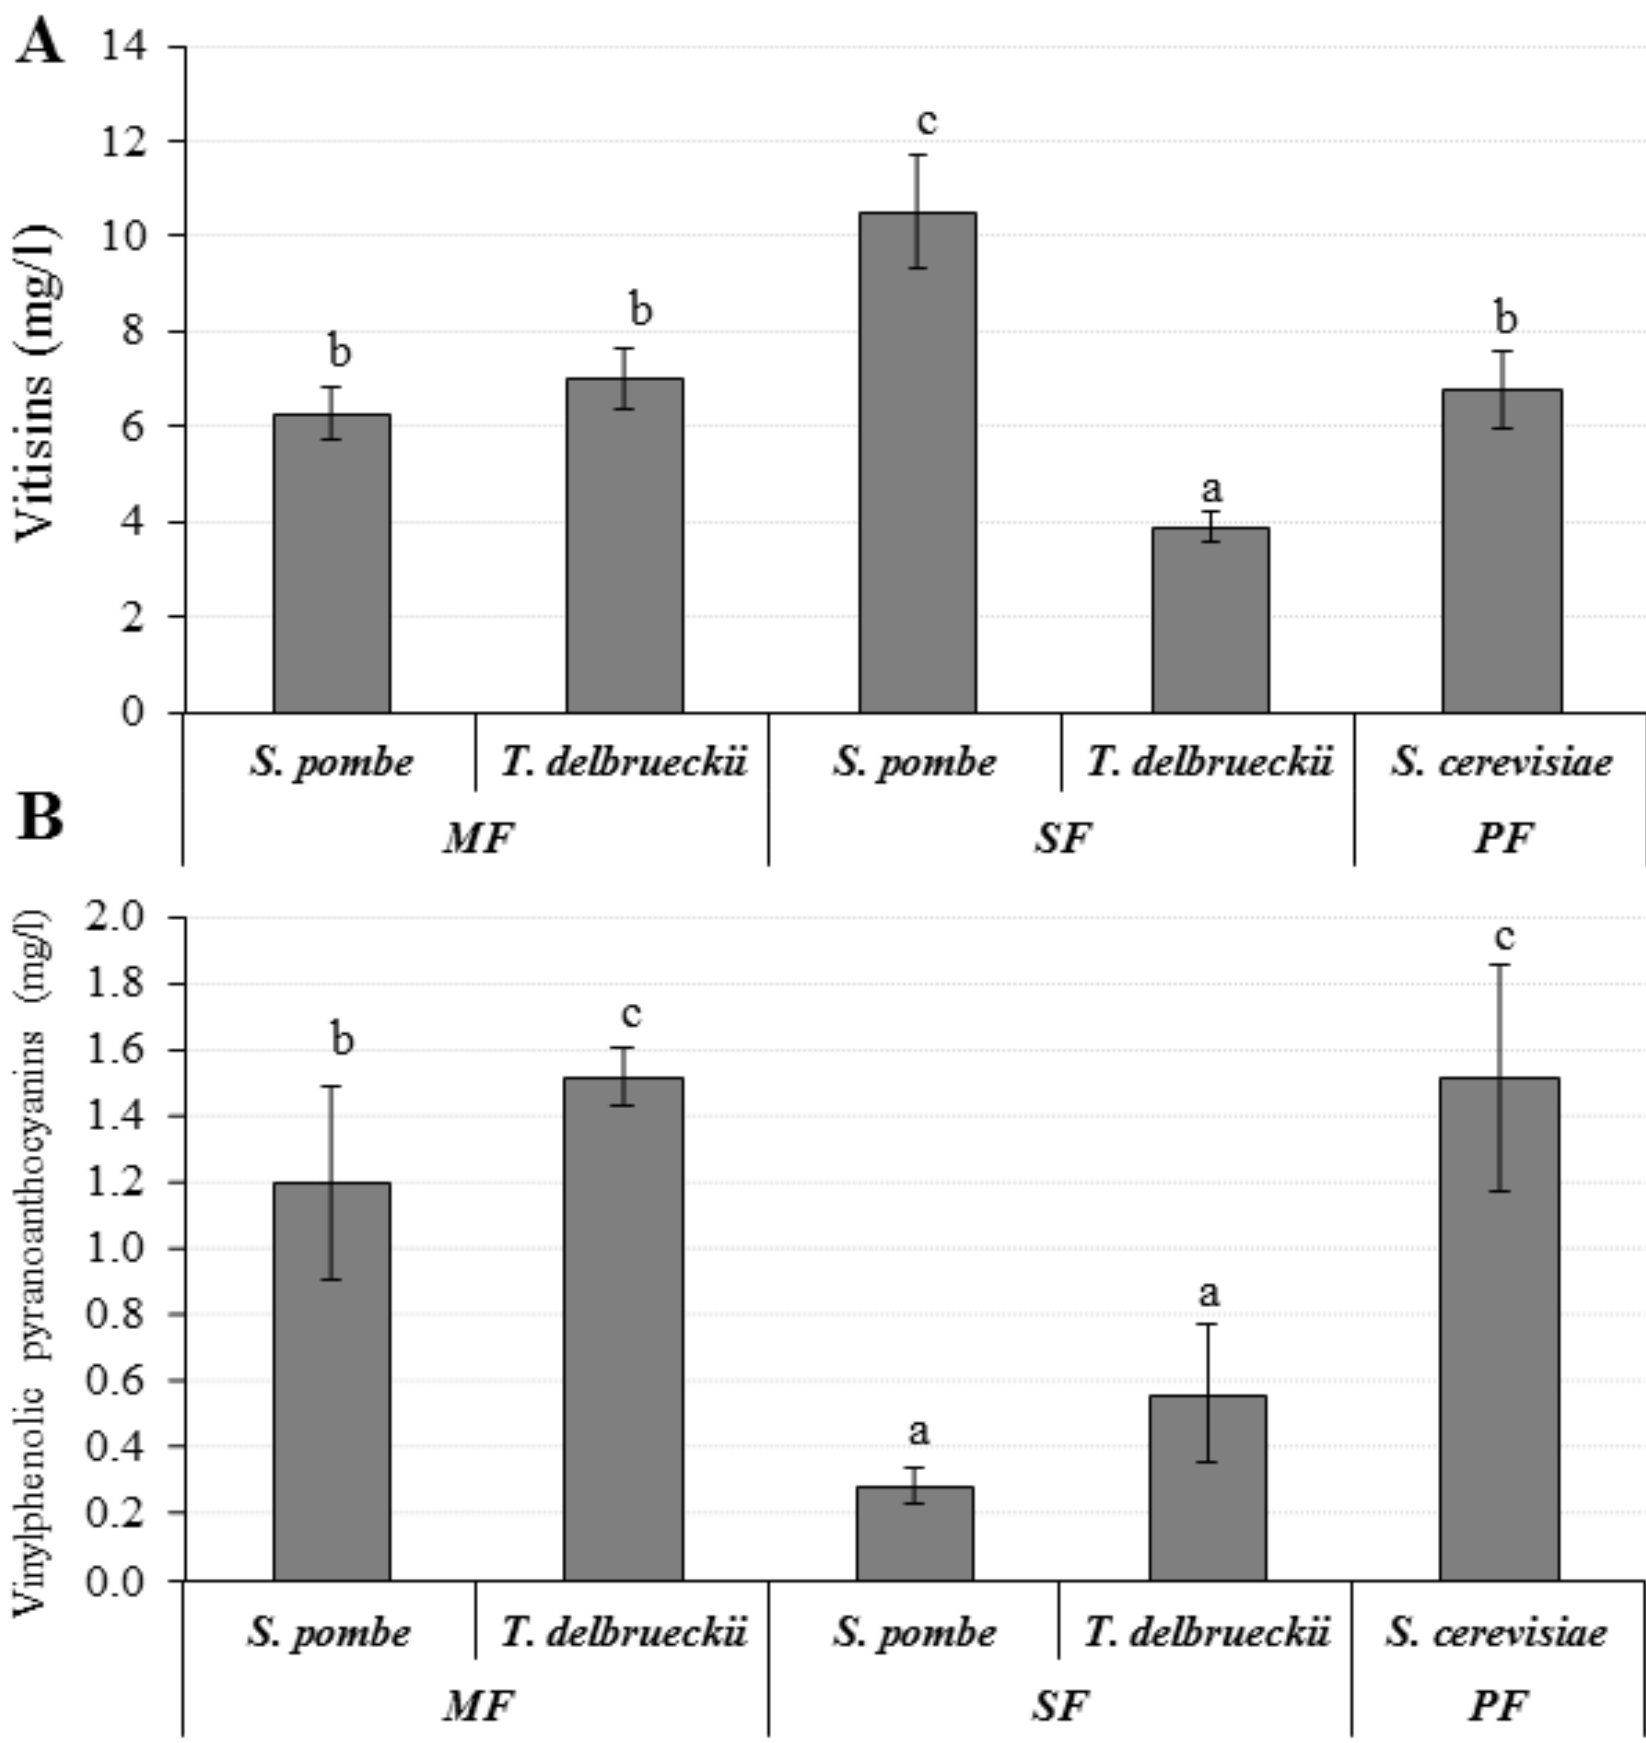 A
Vitisins (mg/l)
14
12
10
8
6
4
2
0
b
b
c
a
b
S. pombe T. delbrueckii S. pombe T. delbrueckii S. cerevisiae
MF SF PF
B
Vinylphenolic pyranoanthocyanins (mg/l)
2.0
1.8
1.6
1.4
1.2
1.0
0.8
0.6
0.4
0.2
0.0
b
c
a
a
c
S. pombe T. delbrueckii S. pombe T. delbrueckii S. cerevisiae
MF SF PF